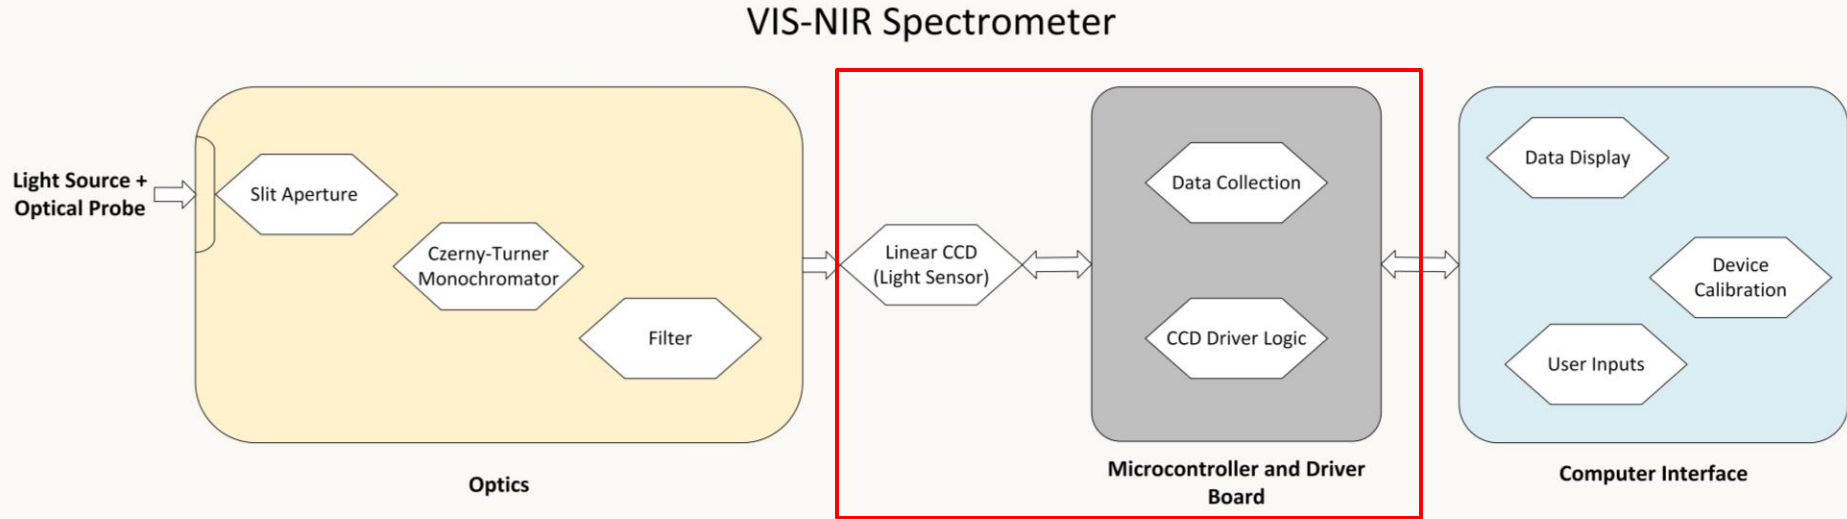 VIS-NIR Spectrometer
Light Source +
Optical Probe
Slit Aperture
Czerny-Turner
Monochromator
Filter
Optics
Linear CCD
(Light Sensor)
Data Collection
CCD Driver Logic
Microcontroller and Driver
Board
Data Display
Device
Calibration
User Inputs
Computer Interface